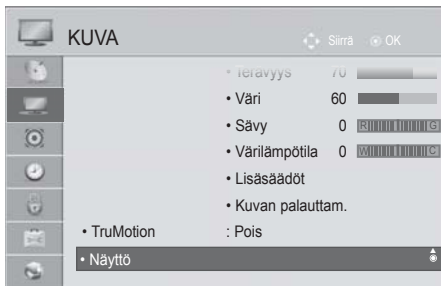 KUVA
Siirrä OK
• Terävyys 70
• Väri 60
• Sävy 0 R G
• Värilämpötila 0 W C
• Lisäsäädöt
• Kuvan palauttam.
• TruMotion : Pois
• Näyttö